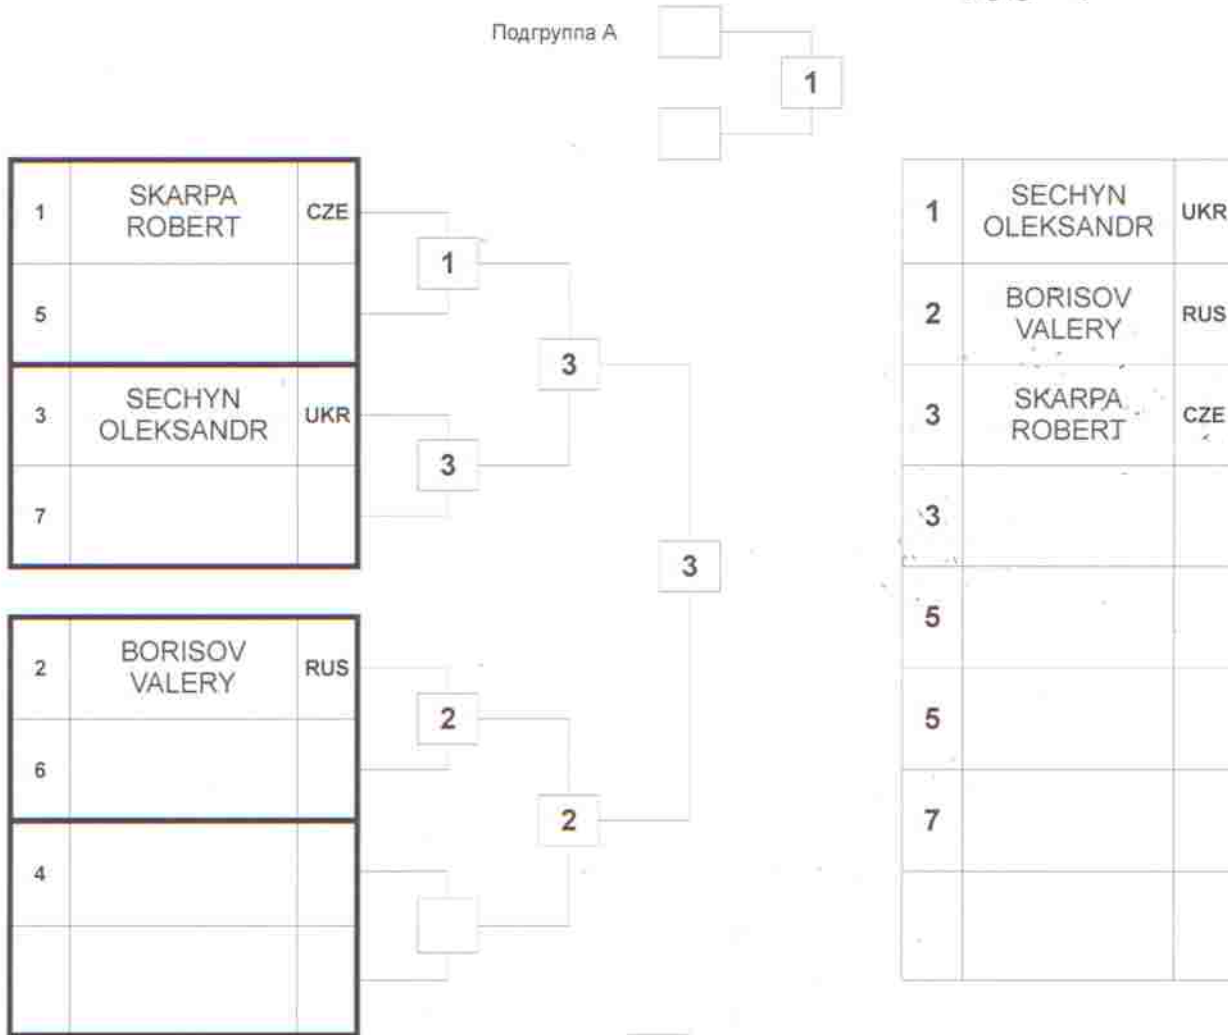 Подгруппа А
1
1 SKARPA ROBERT CZE
5
1
3 SECHYN OLEKSANDR UKR
7
3
3
3
2 BORISOV VALERY RUS
6
2
4
2
1 SECHYN OLEKSANDR UKR
2 BORISOV VALERY RUS
3 SKARPA ROBERT CZE
3
5
5
7